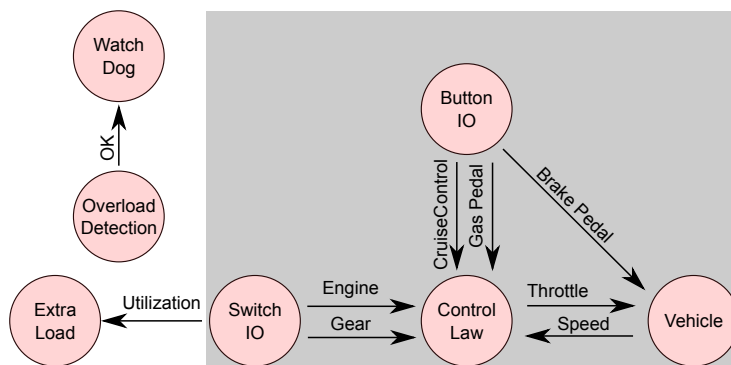 Watch
Dog
OK
Overload
Detection
Button
IO
CruiseControl
Gas Pedal
Brake Pedal
Extra
Load
Utilization
Switch
IO
Engine
Gear
Control
Law
Throttle
Speed
Vehicle